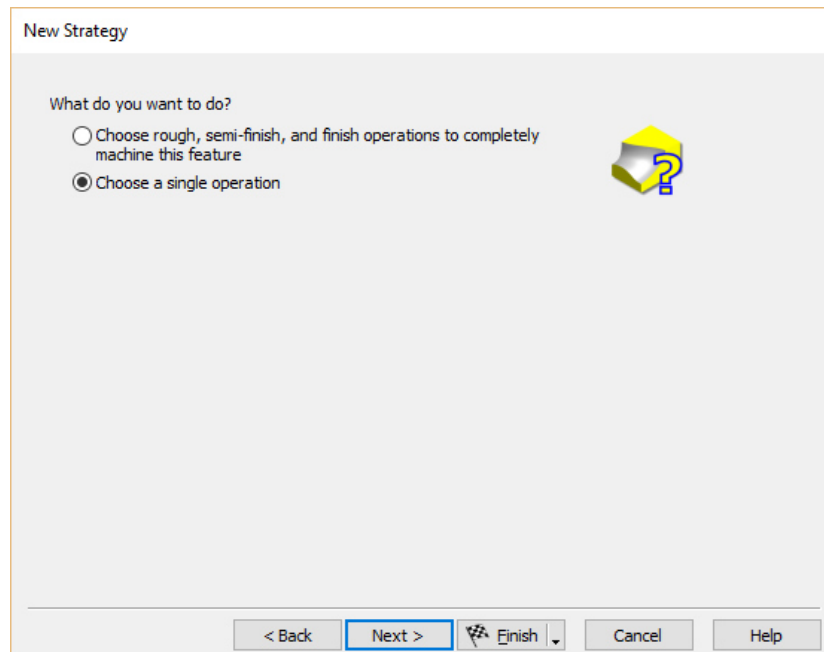 New Strategy
What do you want to do?
Choose rough, semi-finish, and finish operations to completely
machine this feature
Choose a single operation
< Back Next > Finish Cancel Help